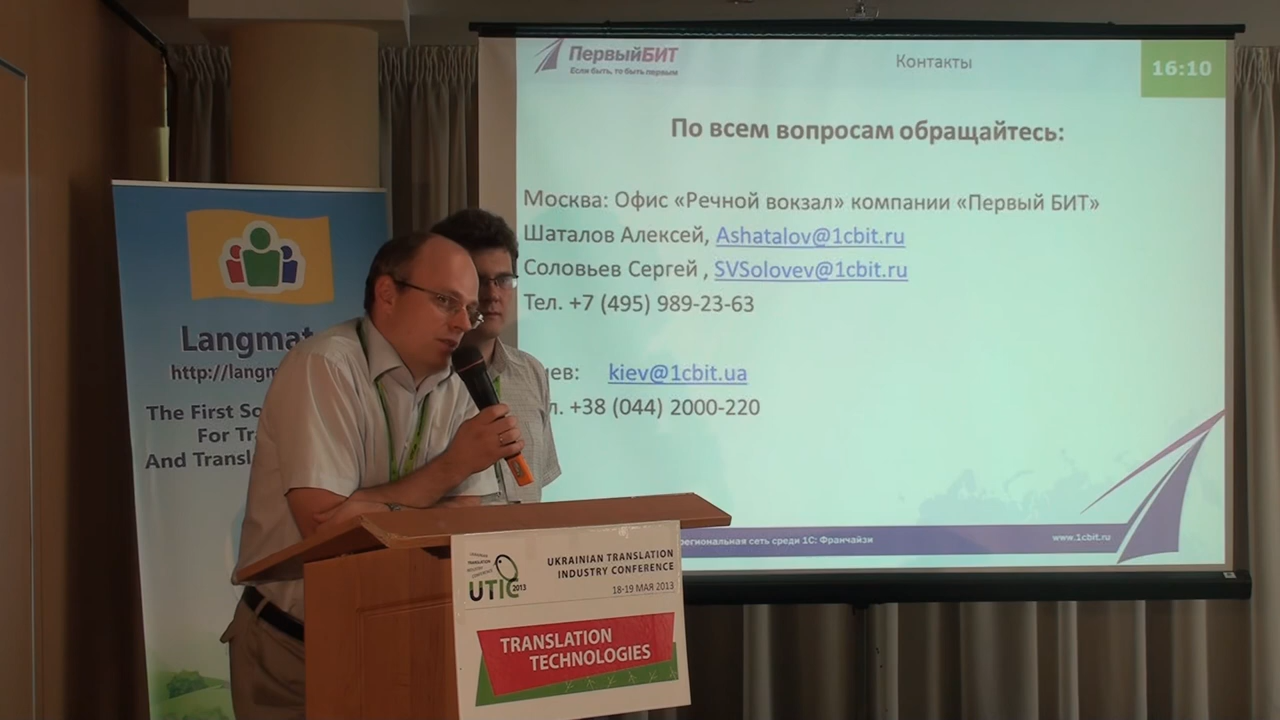 ПервыйБИТ
Если быть, то быть первым
Контакты
16:10
По всем вопросам обращайтесь:
Москва: Офис «Речной вокзал» компании «Первый БИТ»
Шаталов Алексей, Ashatalov@1cbit.ru
Соловьев Сергей , SVSolovev@1cbit.ru
Тел. +7 (495) 989-23-63
kiev@1cbit.ua
+38 (044) 2000-220
региональная сеть среди 1С: Франчайзи
www.1cbit.ru
Langmat
http://langm
The First So
For Tra
And Transl
UTIC 2013
UKRAINIAN TRANSLATION
INDUSTRY CONFERENCE
18-19 МАЯ 2013
TRANSLATION
TECHNOLOGIES